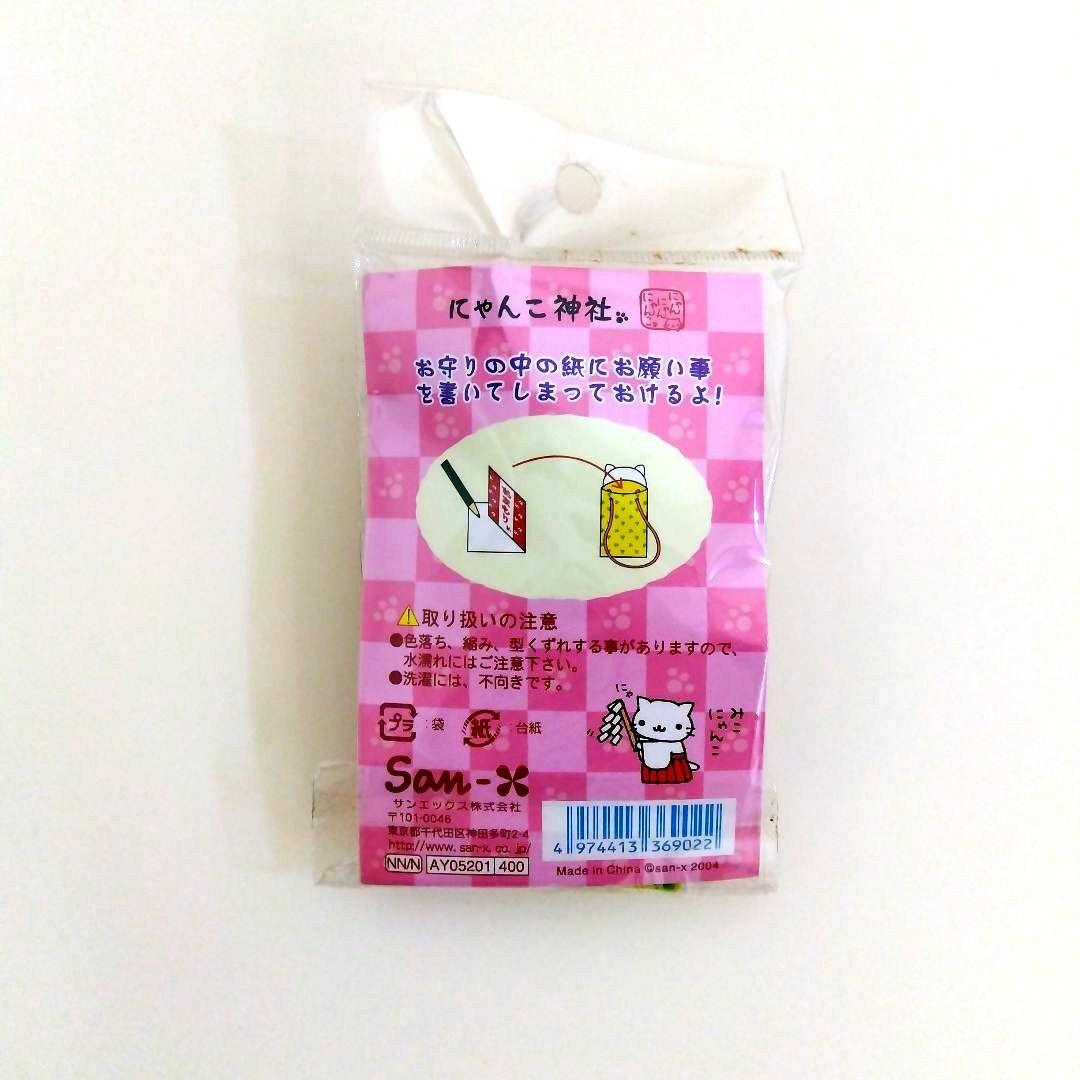 にゃんこ神社
にゃん
にゃん
にゃんこ
お守りの中の紙にお願い事
を書いてしまっておけるよ!
取り扱いの注意
●色落ち、縮み、型くずれする事がありますので、
水濡れにはご注意下さい。
●洗濯には、不向きです。
プラ:袋 紙:台紙
にゃ
みこ
にゃんこ
San-X
サンエックス株式会社
〒101-0046
東京都千代田区神田多町2-4
http://www.san-x.co.jp/
NN/N AY05201 400
4 974413 369022
Made in China ©san-x 2004